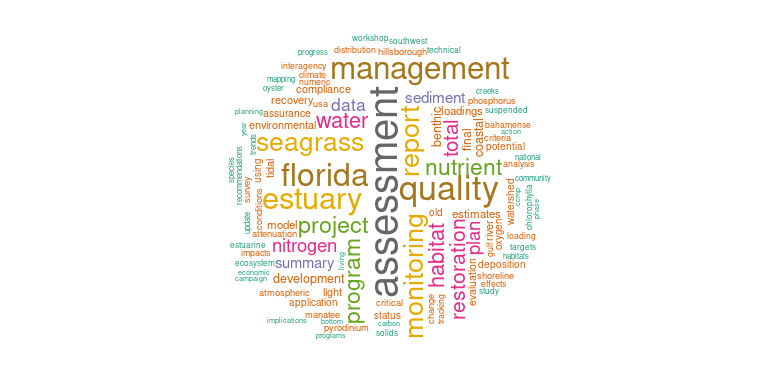 workshop
southwest
progress
distribution
hillsborough
technical
interagency
management
mapping
climate
numeric
oyster
compliance
assessment
sediment
creeks
recovery
usa
data
phosphorus
planning
assurance
water
report
benthic
loadings
suspended
year
environmental
total
final
coastal
bahamense
action
trends
seagrass
criteria
potential
species
recommendations
using
tidal
florida
nutrient
national
analysis
survey
quality
community
estuary
comp
chlorophylla
phase
update
conditions
model
project
old
estimates
watershed
attenuation
monitoring
habitat
restoration
plan
gulf
river
oxygen
loading
estuarine
nitrogen
targets
impacts
habitats
ecosystem
summary
living
program
deposition
economic
campaign
development
evaluation
shoreline
effects
atmospheric
light
study
application
critical
change
tracking
manatee
status
implications
bottom
carbon
pyrodinium
solids
programs